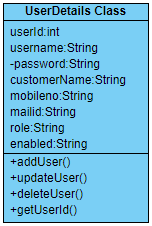 UserDetails Class
userId:int
username:String
-password:String
customerName:String
mobileno:String
mailid:String
role:String
enabled:String
+addUser()
+updateUser()
+deleteUser()
+getUserId()